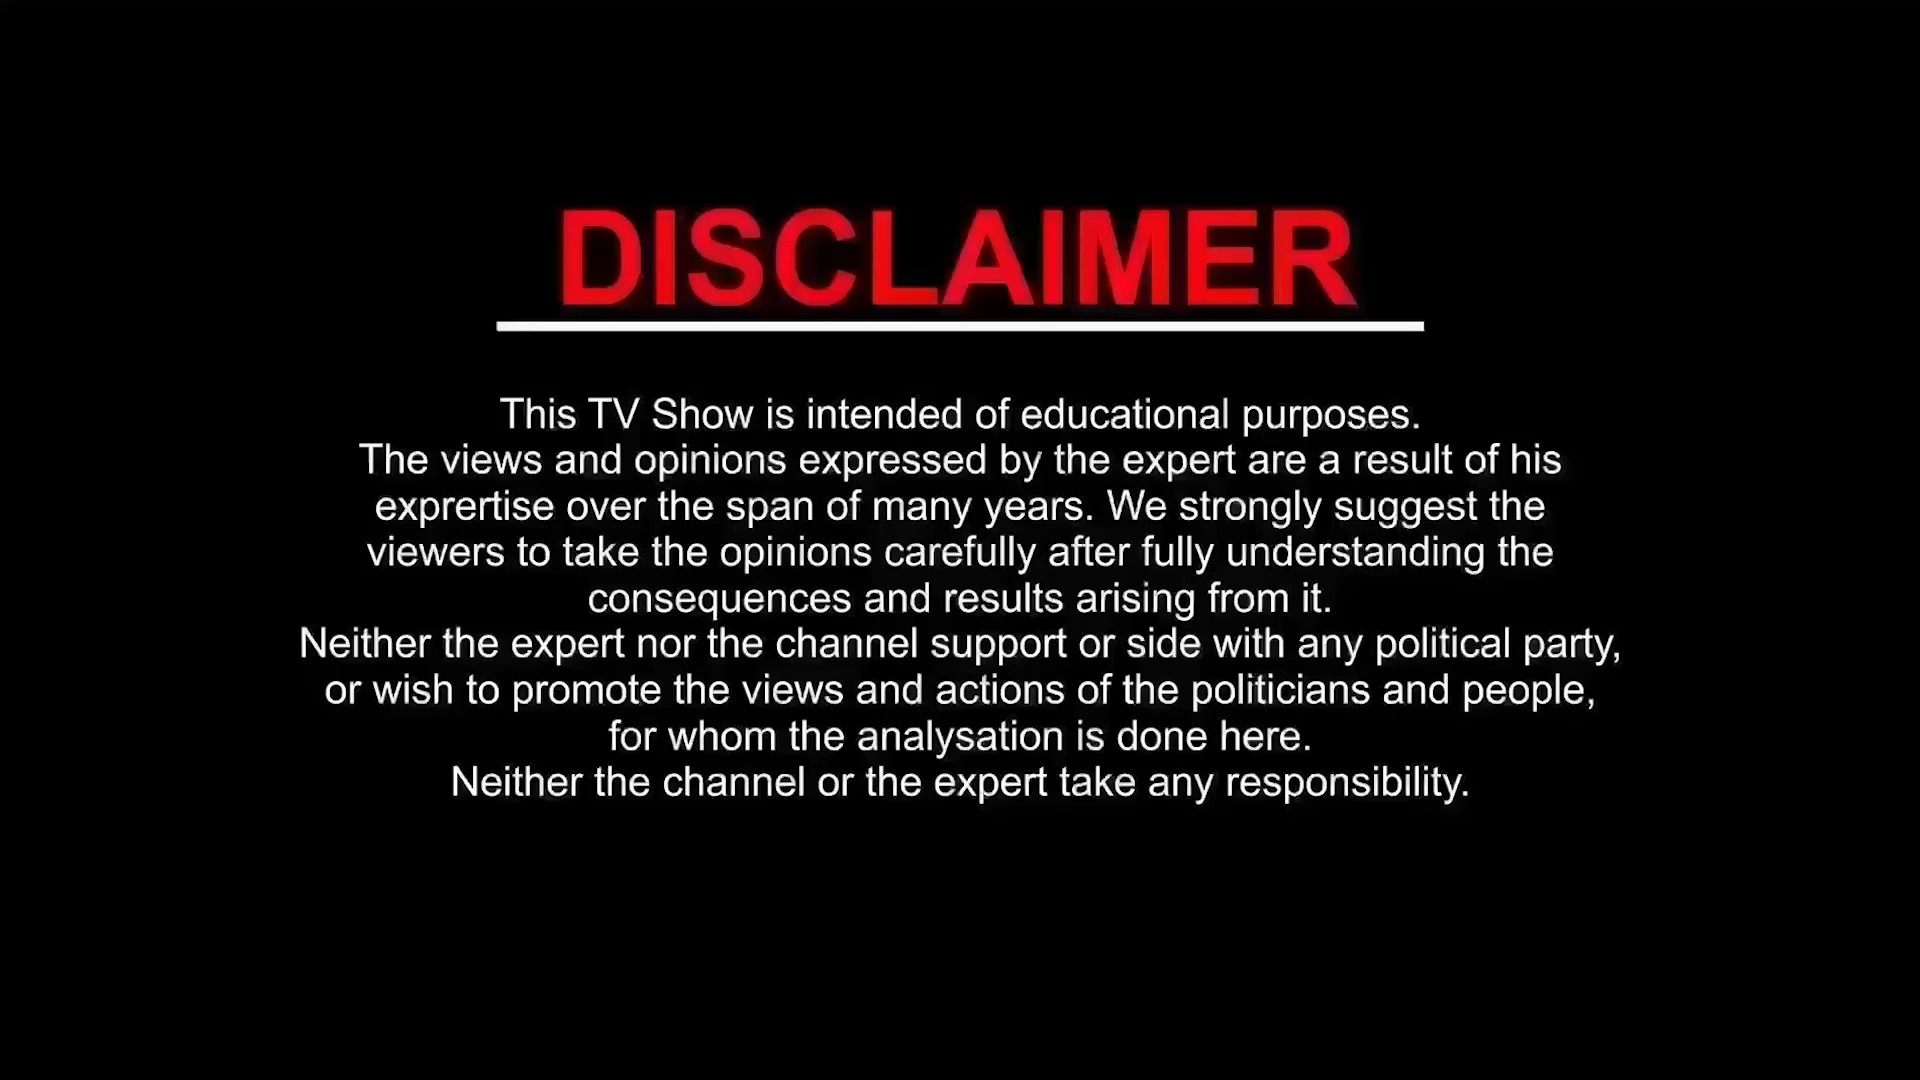 DISCLAIMER
This TV Show is intended of educational purposes.
The views and opinions expressed by the expert are a result of his
exprertise over the span of many years. We strongly suggest the
viewers to take the opinions carefully after fully understanding the
consequences and results arising from it.
Neither the expert nor the channel support or side with any political party,
or wish to promote the views and actions of the politicians and people,
for whom the analysation is done here.
Neither the channel or the expert take any responsibility.